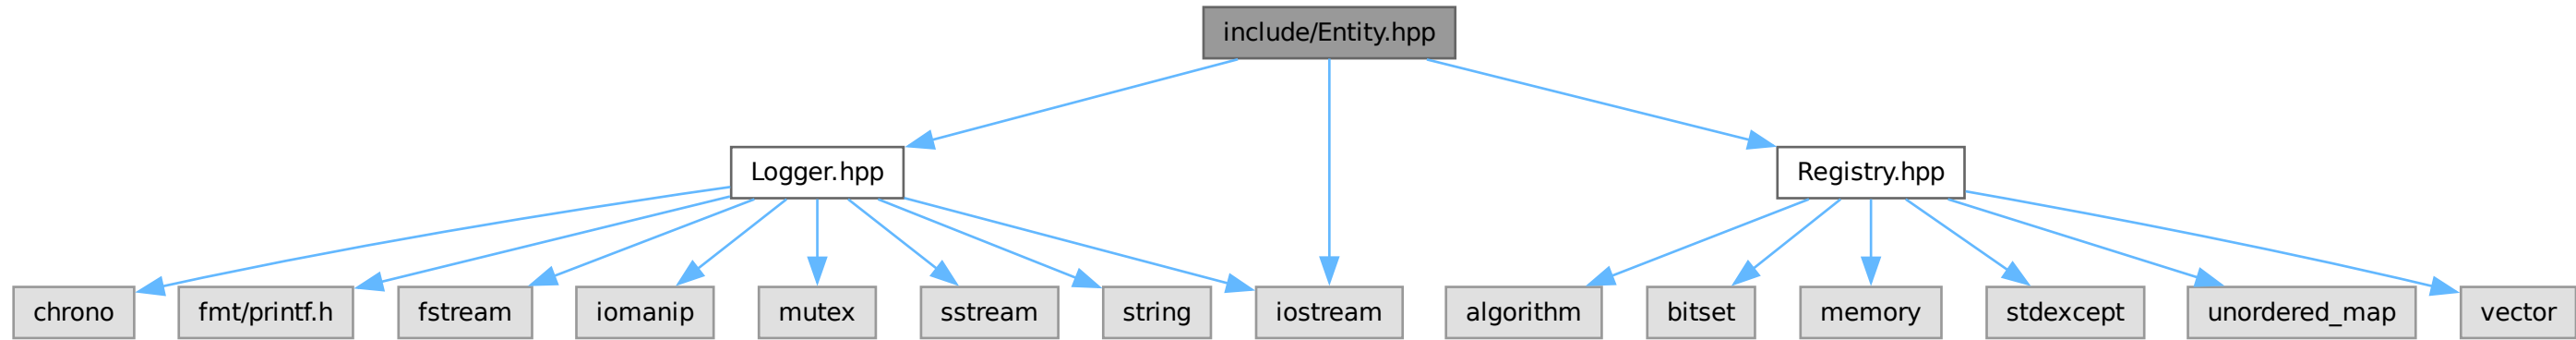 include/Entity.hpp
Logger.hpp
Registry.hpp
chrono
fmt/printf.h
fstream
iomanip
mutex
sstream
string
iostream
algorithm
bitset
memory
stdexcept
unordered_map
vector